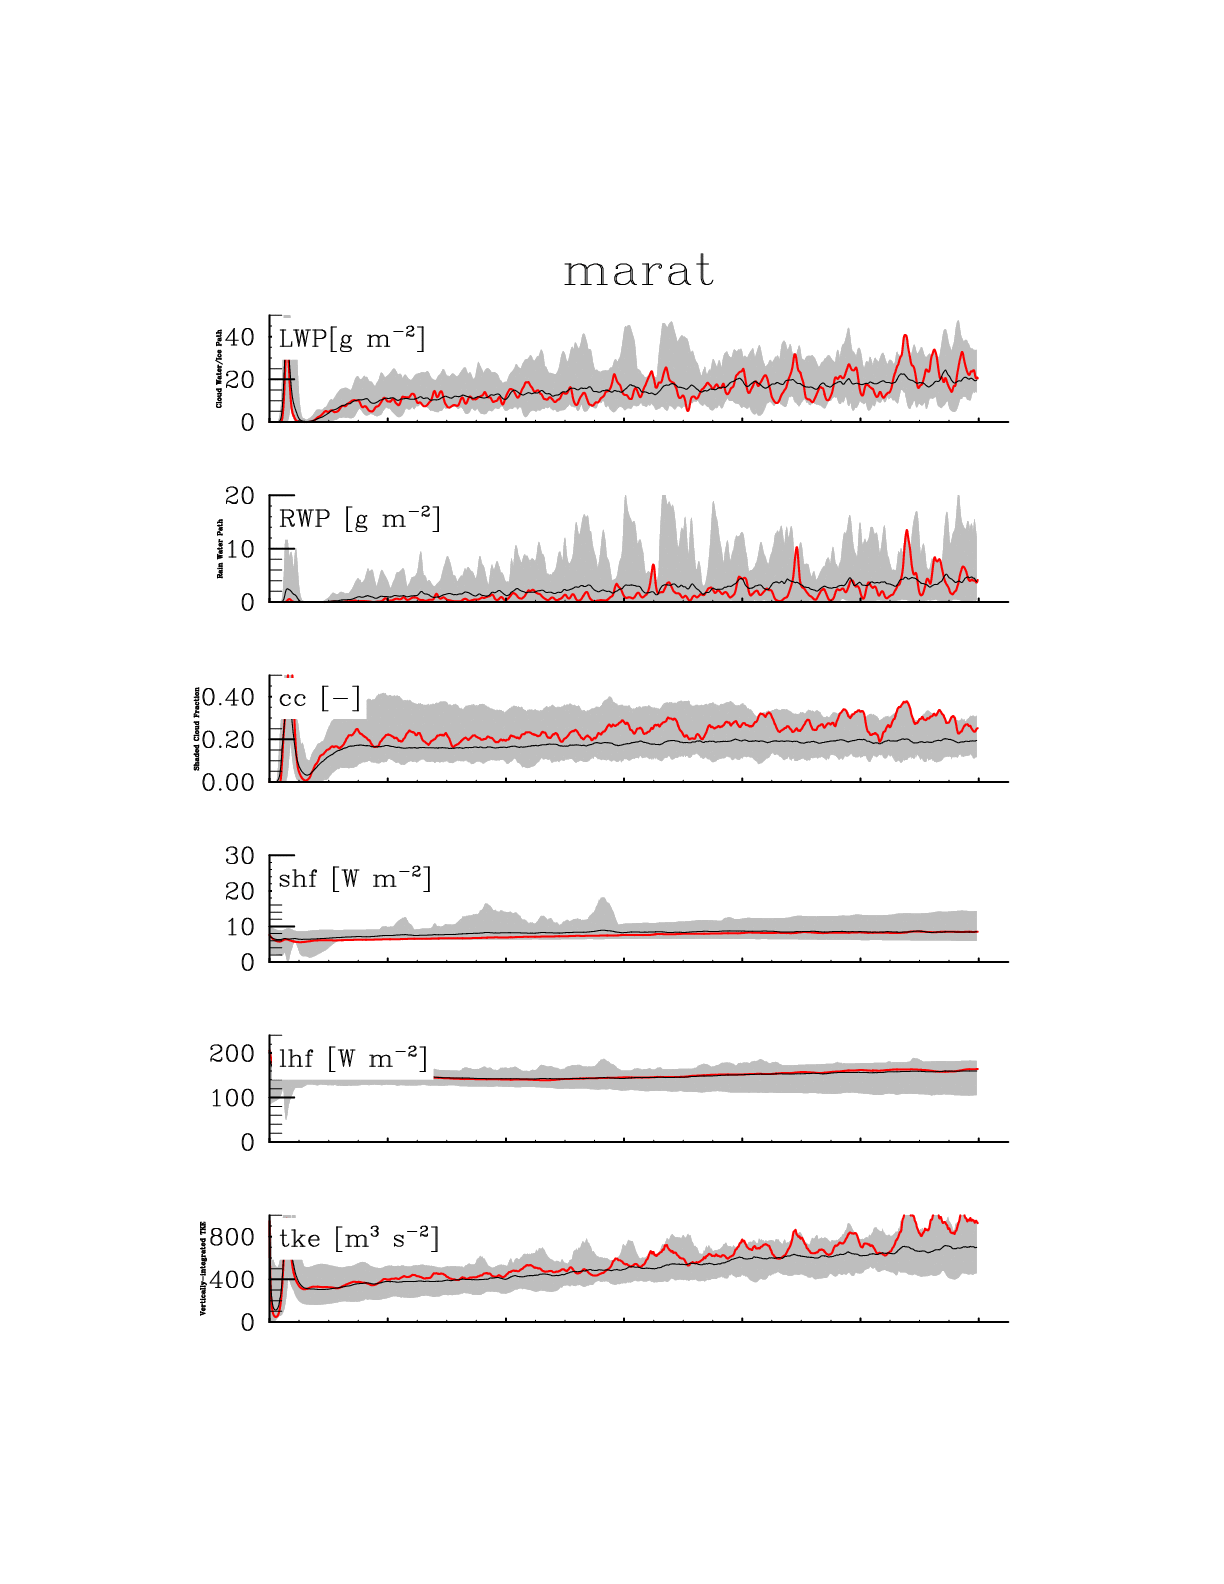 marat
Cloud Water/Ice Path
LWP[g m⁻²]
40
20
0
Rain Water Path
RWP [g m⁻²]
20
10
0
Shaded Cloud Fraction
cc [−]
0.40
0.20
0.00
shf [W m⁻²]
30
20
10
0
lhf [W m⁻²]
200
100
0
Vertically−integrated TKE
tke [m³ s⁻²]
800
400
0